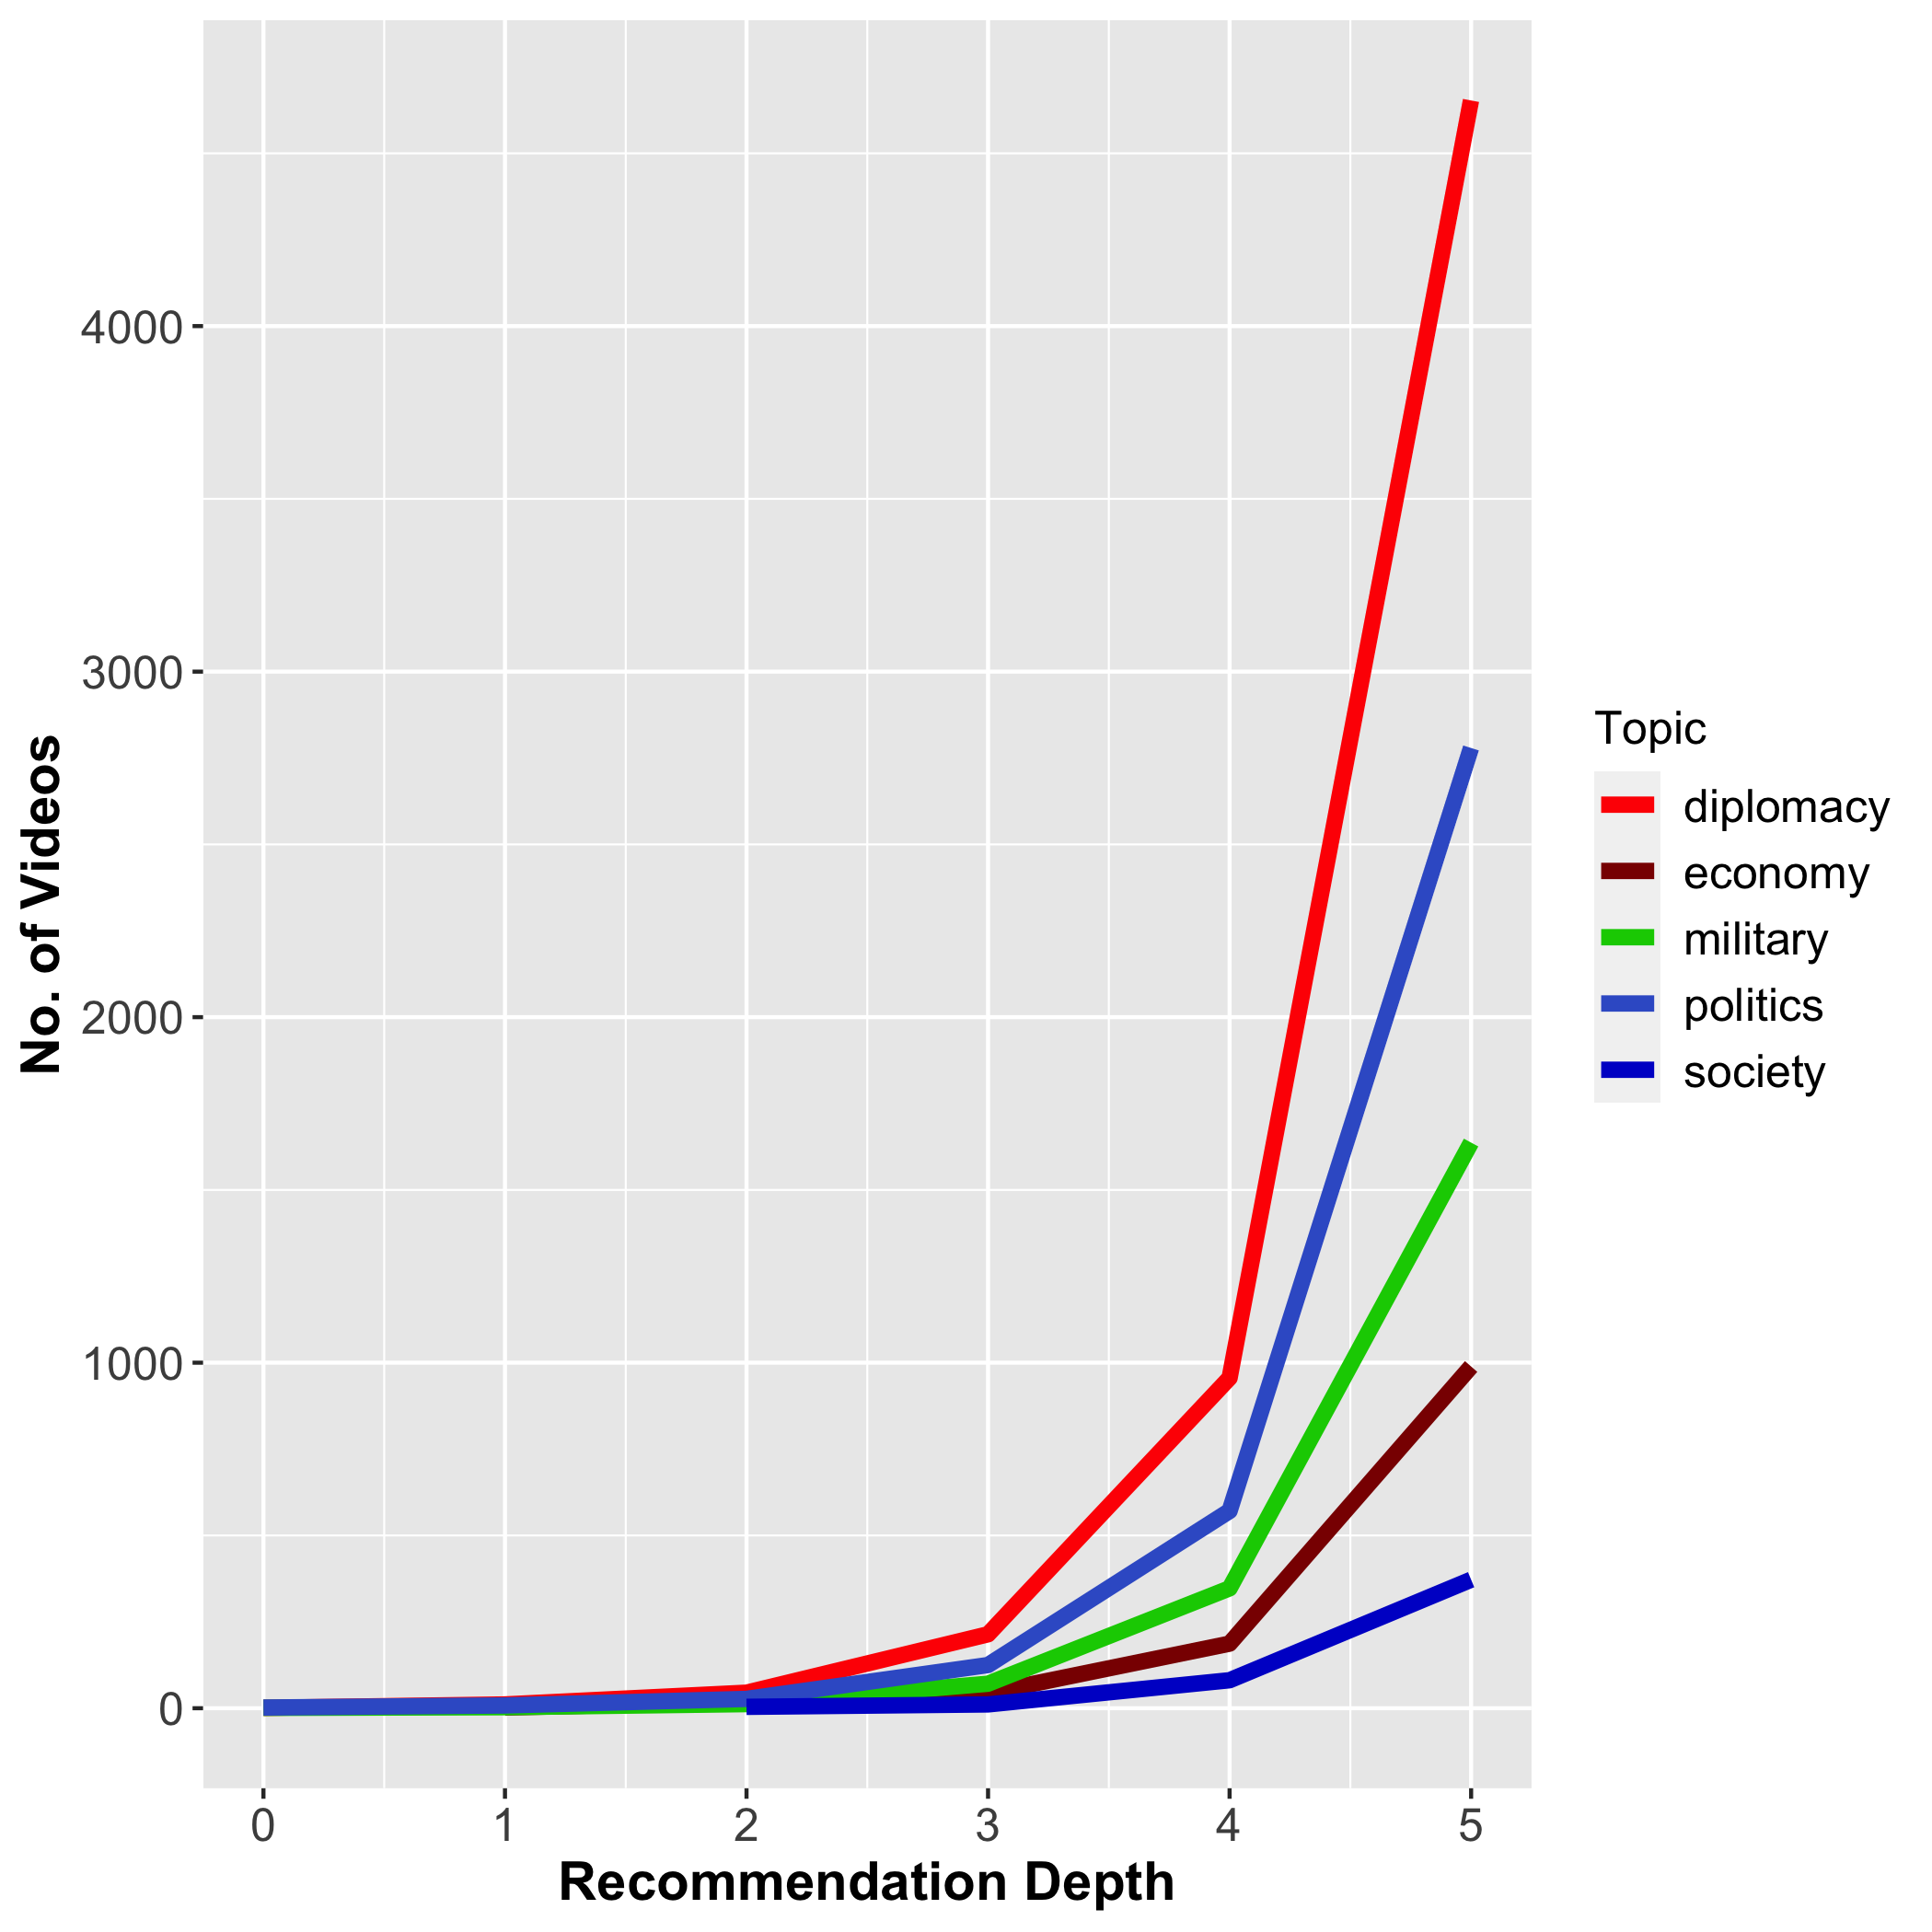 No. of Videos
4000
3000
2000
1000
0
0 1 2 3 4 5
Recommendation Depth
Topic
diplomacy
economy
military
politics
society